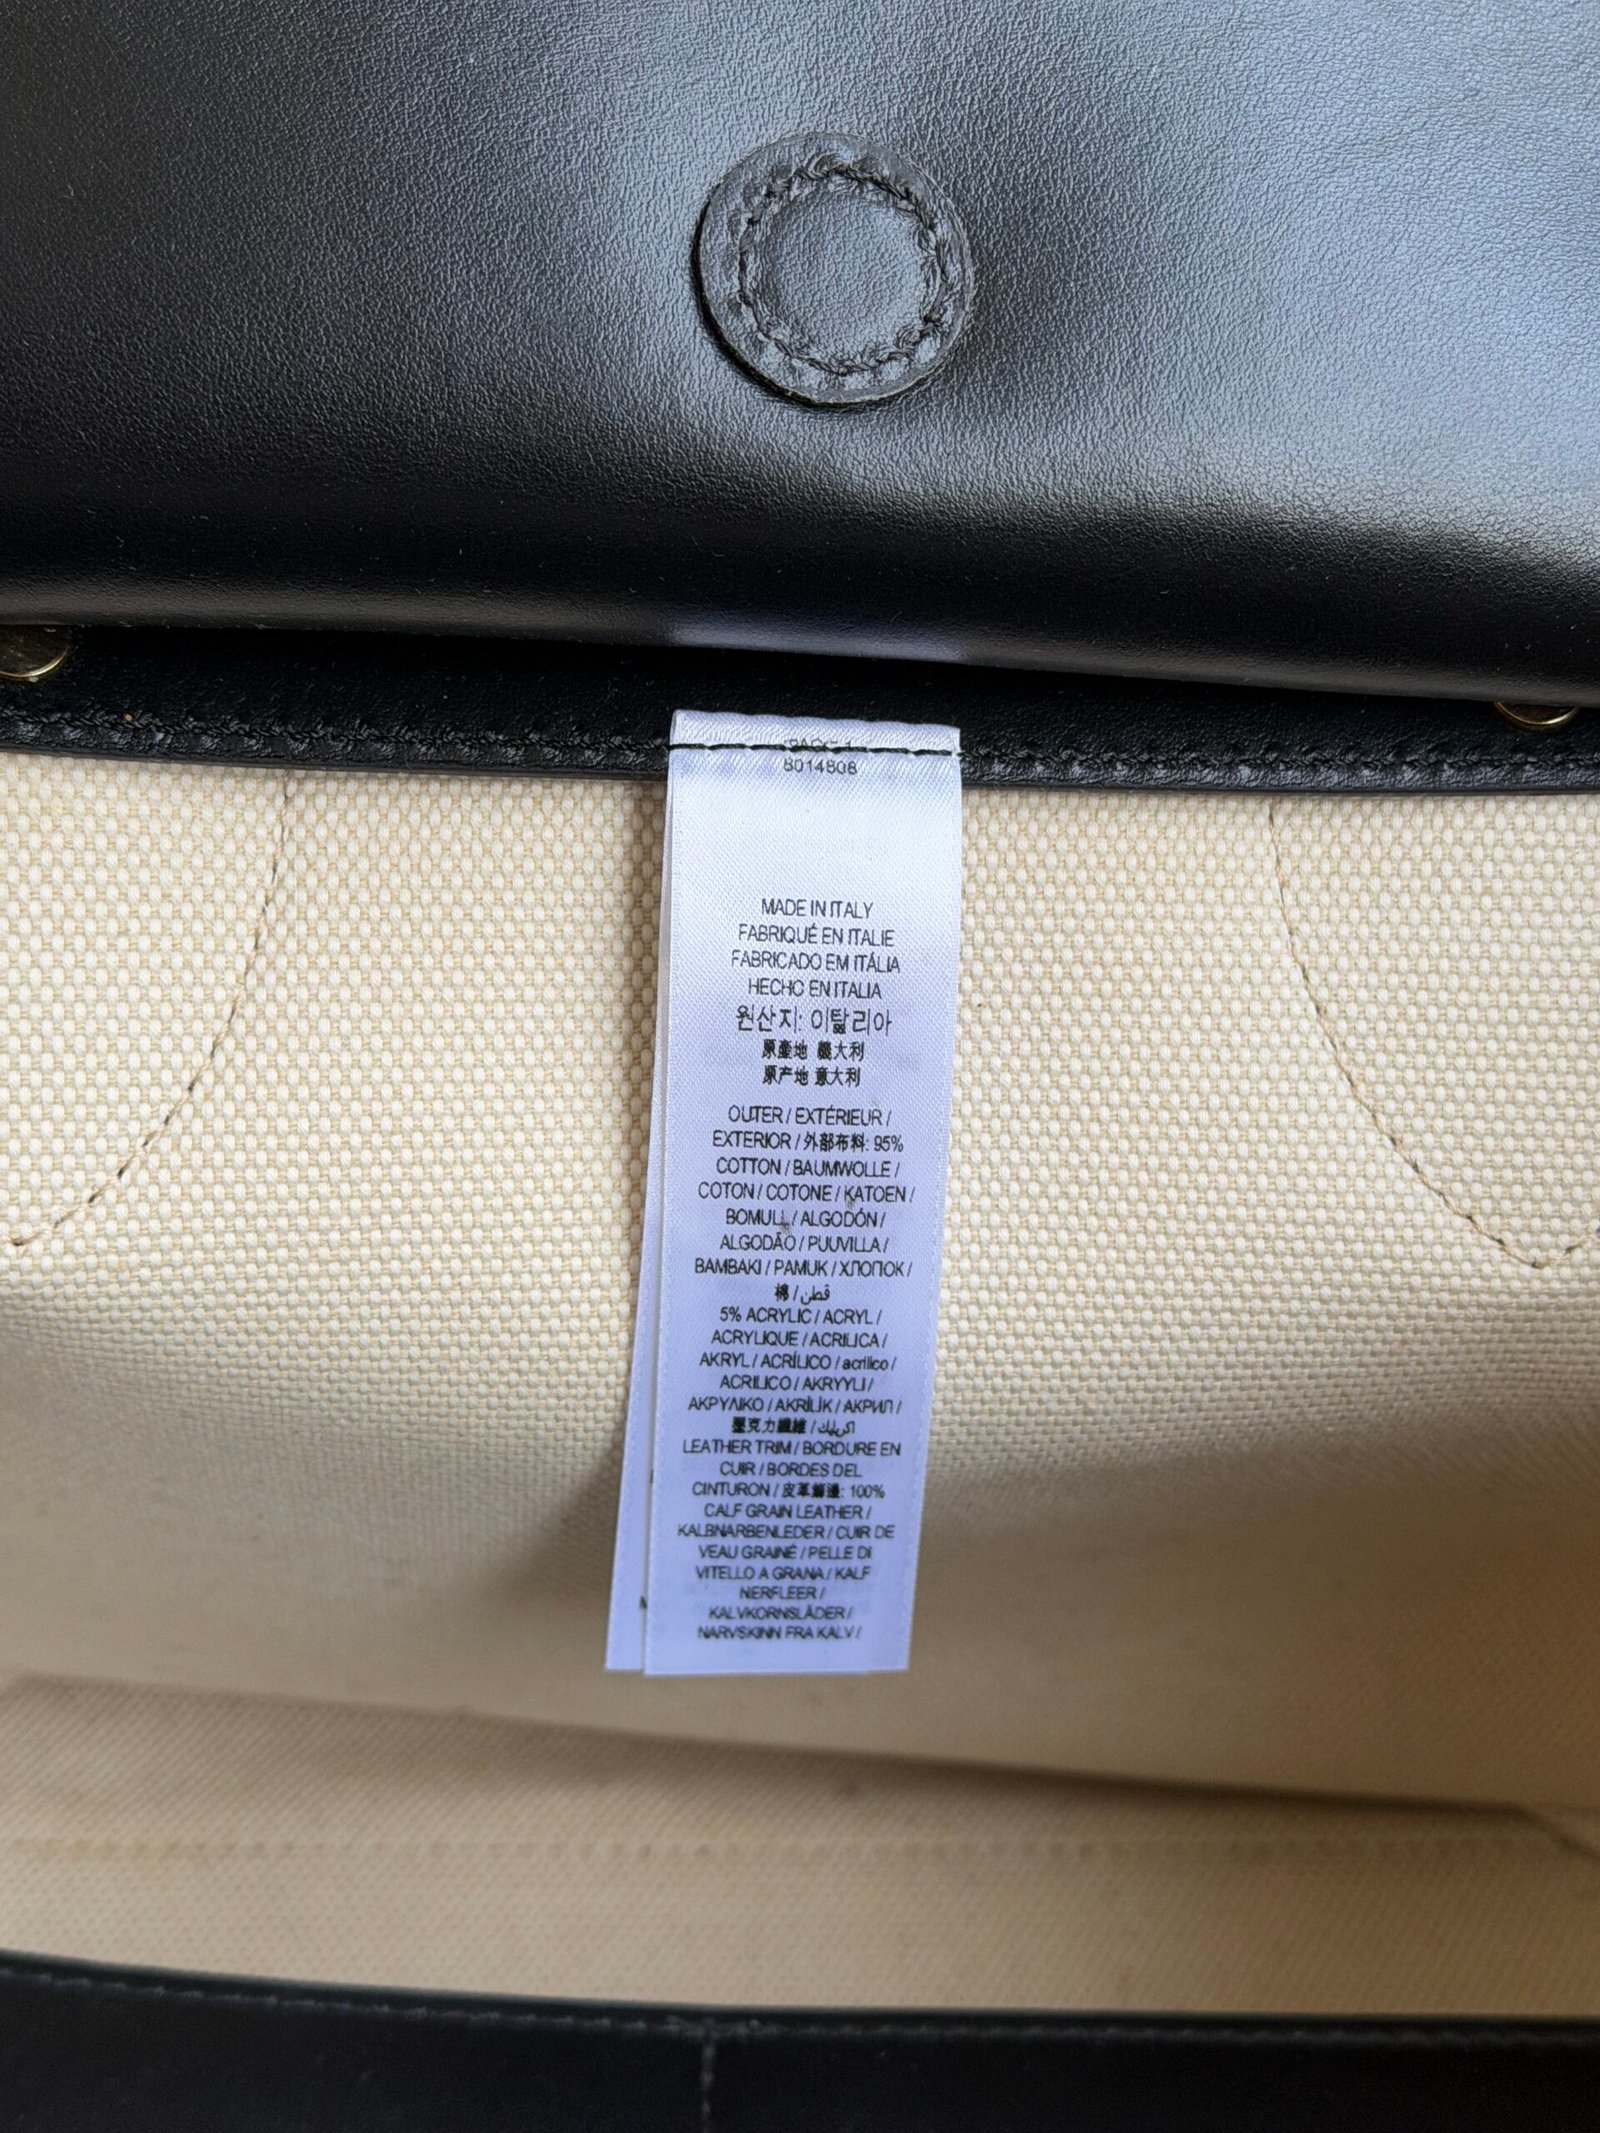 8014808
MADE IN ITALY
FABRIQUÉ EN ITALIE
FABRICADO EM ITÁLIA
HECHO EN ITALIA
원산지: 이탈리아
原產地 義大利
原产地 意大利
OUTER / EXTÉRIEUR /
EXTERIOR / 外部布料: 95%
COTTON / BAUMWOLLE /
COTON / COTONE / KATOEN /
BOMULL / ALGODÓN /
ALGODÃO / PUUVILLA /
BAMBAKI / PAMUK / ХЛОПОК /
棉 / قطن
5% ACRYLIC / ACRYL /
ACRYLIQUE / ACRILICA /
AKRYL / ACRÍLICO / acrílico /
ACRILICO / AKRYYLI /
ΑΚΡΥΛΙΚΟ / AKRİLİK / АКРИЛ /
壓克力纖維 / اكريليك
LEATHER TRIM / BORDURE EN
CUIR / BORDES DEL
CINTURON / 皮革鑲邊: 100%
CALF GRAIN LEATHER /
KALBNARBENLEDER / CUIR DE
VEAU GRAINÉ / PELLE DI
VITELLO A GRANA / KALF
NERFLEER /
KALVKORNSLÄDER /
NARVSKINN FRA KALV /